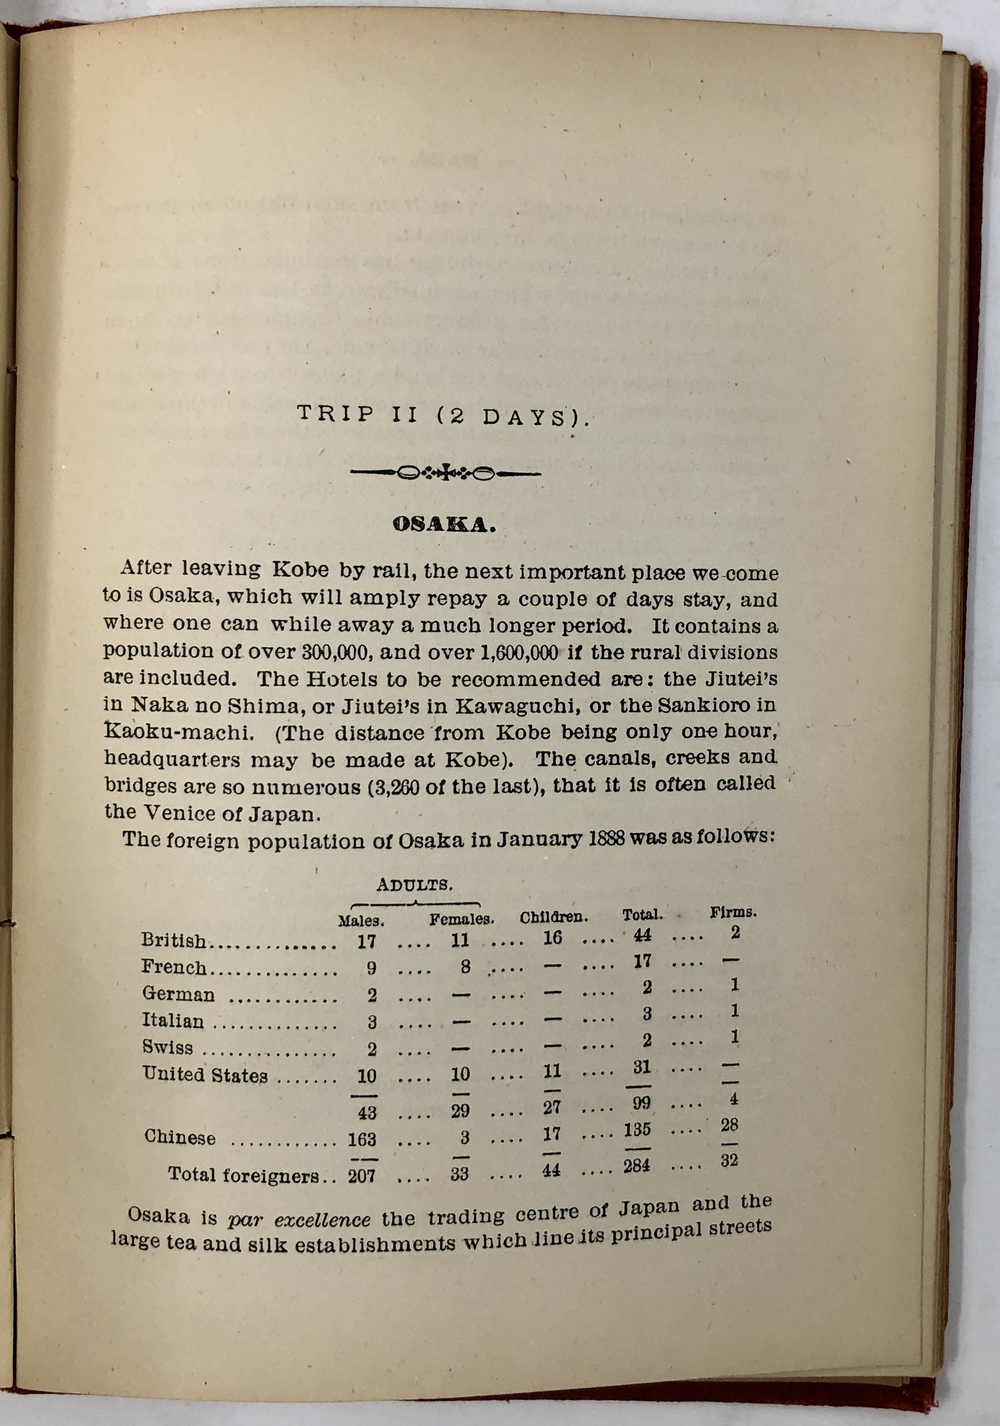 TRIP II (2 DAYS).
OSAKA.
After leaving Kobe by rail, the next important place we come
to is Osaka, which will amply repay a couple of days stay, and
where one can while away a much longer period. It contains a
population of over 300,000, and over 1,600,000 if the rural divisions
are included. The Hotels to be recommended are: the Jiutei's
in Naka no Shima, or Jiutei's in Kawaguchi, or the Sankioro in
Kaoku-machi. (The distance from Kobe being only one hour,
headquarters may be made at Kobe). The canals, creeks and
bridges are so numerous (3,260 of the last), that it is often called
the Venice of Japan.
The foreign population of Osaka in January 1888 was as follows:
ADULTS.
Males. Females. Children. Total. Firms.
British.............. 17 .... 11 .... 16 .... 44 .... 2
French.............. 9 .... 8 .... — .... 17 .... —
German ............ 2 .... — .... — .... 2 .... 1
Italian .............. 3 .... — .... — .... 3 .... 1
Swiss ............... 2 .... — .... — .... 2 .... 1
United States ....... 10 .... 10 .... 11 .... 31 .... —
43 .... 29 .... 27 .... 99 .... 4
Chinese ............ 163 .... 3 .... 17 .... 135 .... 28
Total foreigners.. 207 .... 33 .... 44 .... 284 .... 32
Osaka is par excellence the trading centre of Japan and the
large tea and silk establishments which line its principal streets